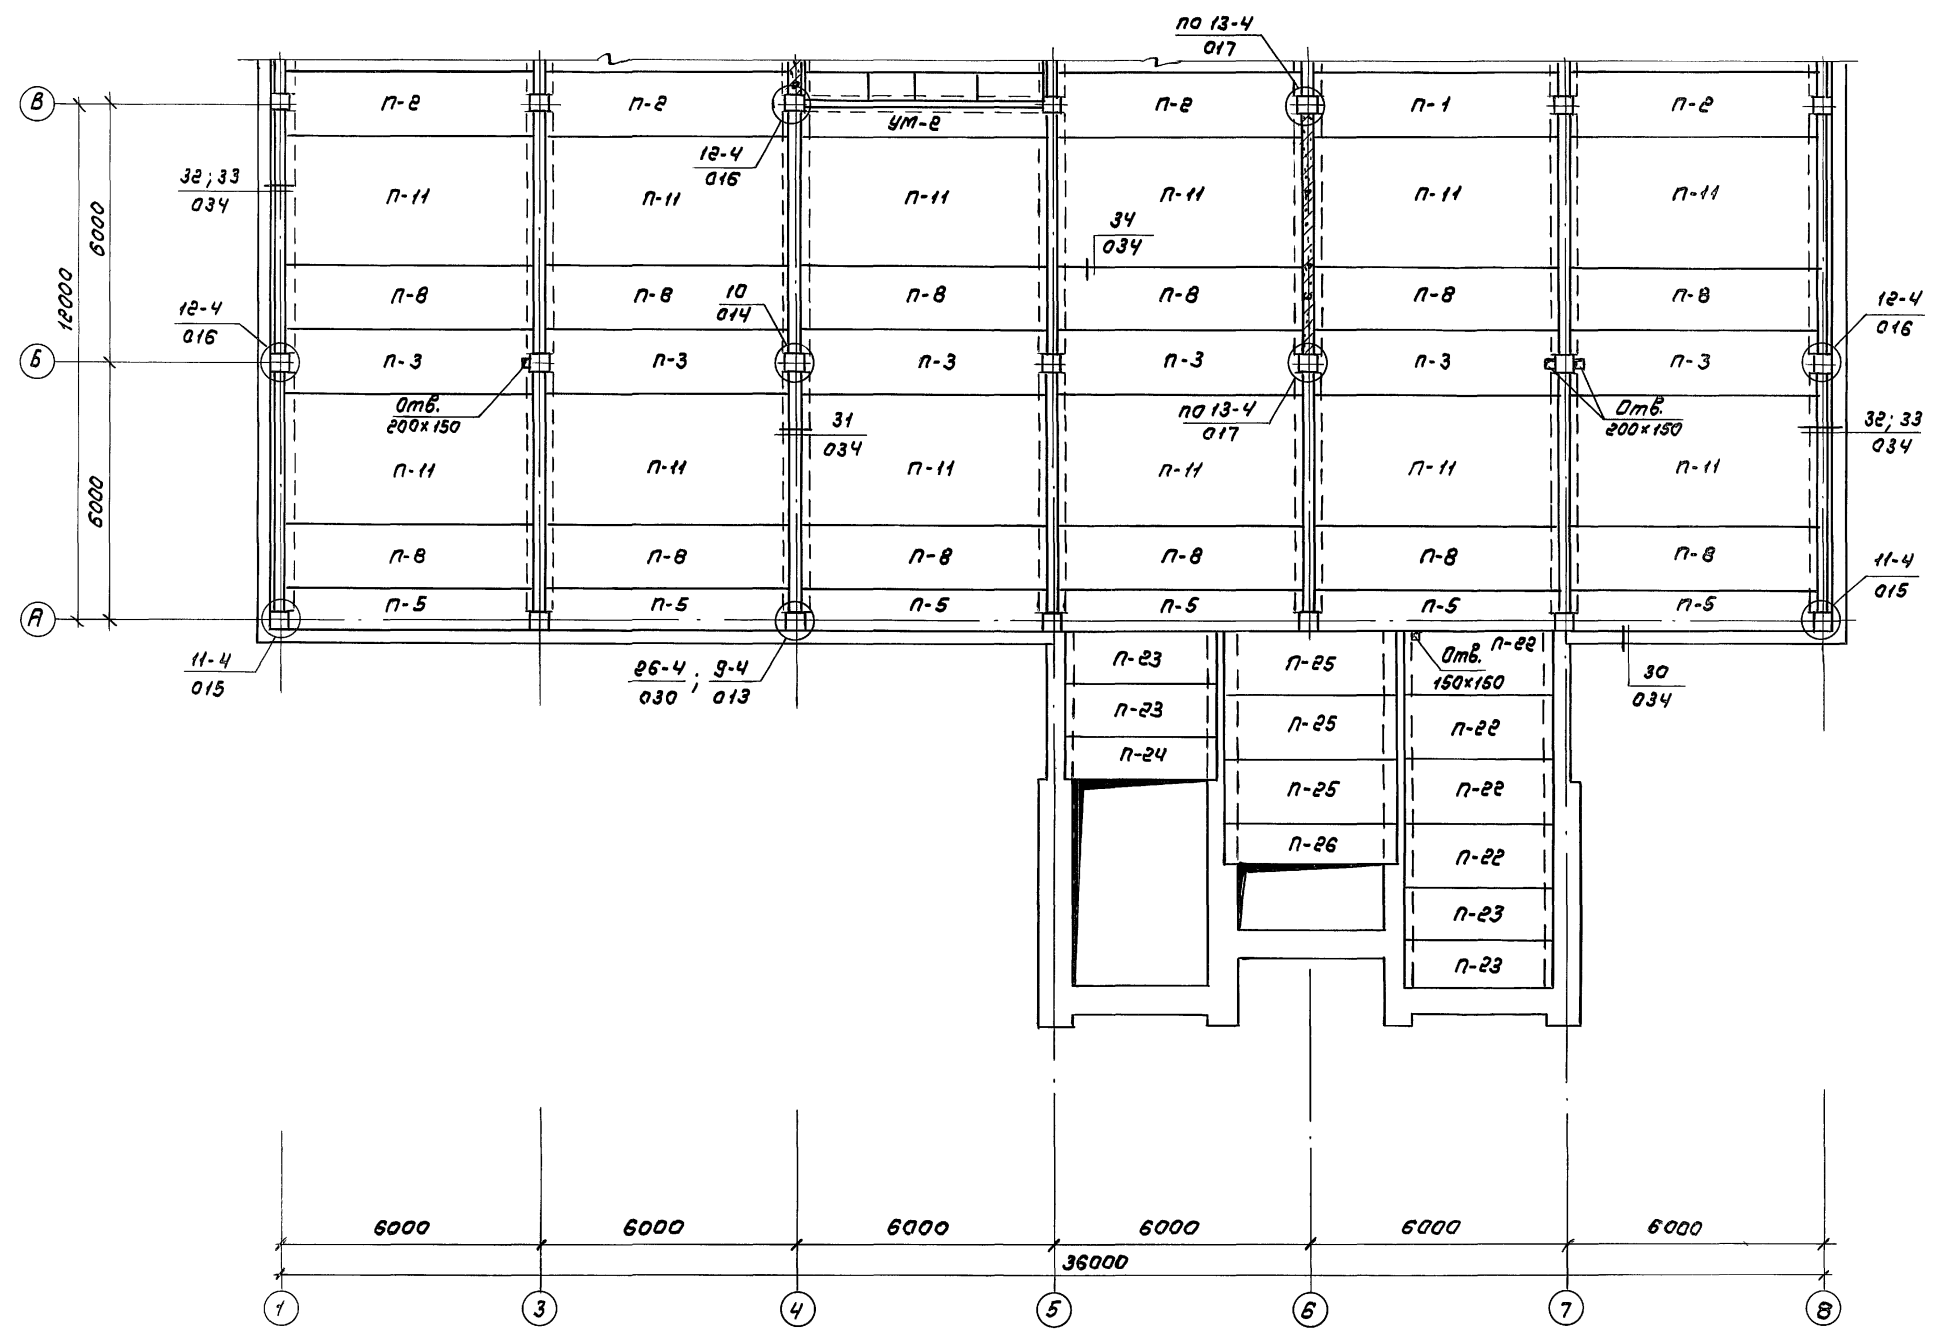 по 13-4
017
В
п-2
п-2
ум-2
п-2
п-1
п-2
12-4
016
32; 33
034
6000
12000
п-11
п-11
п-11
п-11
п-11
п-11
34
034
п-8
п-8
10
014
п-8
п-8
п-8
п-8
12-4
016
12-4
016
Б
п-3
п-3
п-3
п-3
п-3
п-3
Отв.
200×150
по 13-4
017
Отв.
200×150
31
034
32; 33
034
6000
п-11
п-11
п-11
п-11
п-11
п-11
п-8
п-8
п-8
п-8
п-8
п-8
11-4
015
А
п-5
п-5
п-5
п-5
п-5
п-5
11-4
015
26-4 ; 9-4
030 013
п-23
п-25
Отв.
150×150
п-22
30
034
п-23
п-25
п-22
п-24
п-25
п-22
п-26
п-22
п-23
п-23
6000 6000 6000 6000 6000 6000
36000
1 3 4 5 6 7 8